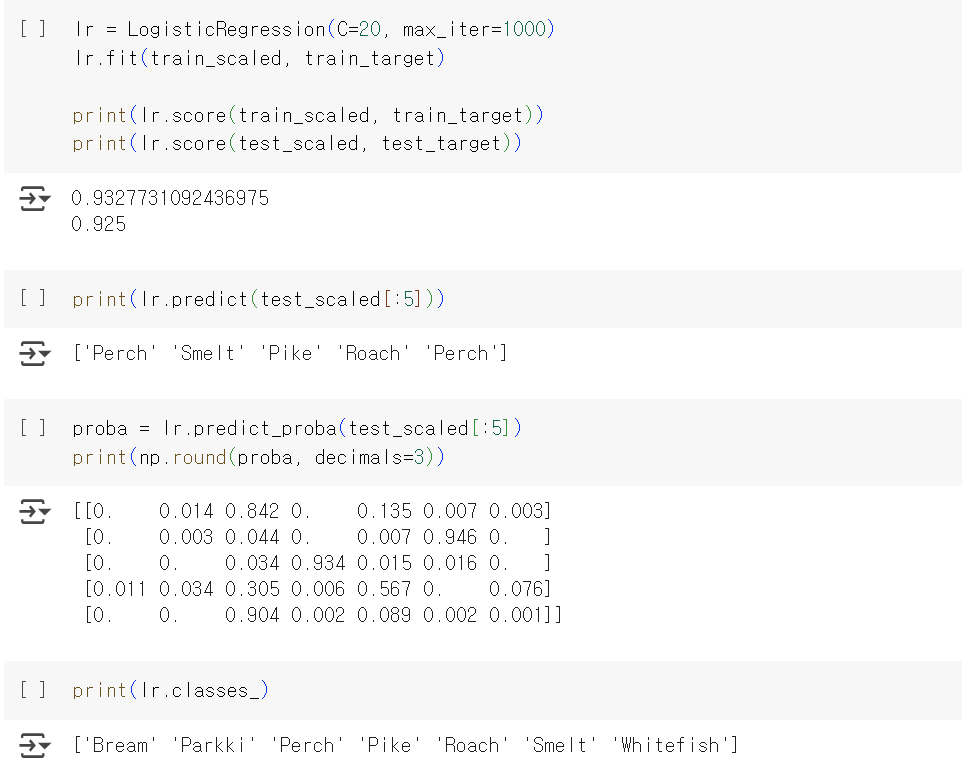 [ ] lr = LogisticRegression(C=20, max_iter=1000)
lr.fit(train_scaled, train_target)
print(lr.score(train_scaled, train_target))
print(lr.score(test_scaled, test_target))
0.9327731092436975
0.925
[ ] print(lr.predict(test_scaled[:5]))
['Perch' 'Smelt' 'Pike' 'Roach' 'Perch']
[ ] proba = lr.predict_proba(test_scaled[:5])
print(np.round(proba, decimals=3))
[[0.    0.014 0.842 0.    0.135 0.007 0.003]
[0.    0.003 0.044 0.    0.007 0.946 0.   ]
[0.    0.    0.034 0.934 0.015 0.016 0.   ]
[0.011 0.034 0.305 0.006 0.567 0.    0.076]
[0.    0.    0.904 0.002 0.089 0.002 0.001]]
[ ] print(lr.classes_)
['Bream' 'Parkki' 'Perch' 'Pike' 'Roach' 'Smelt' 'Whitefish']